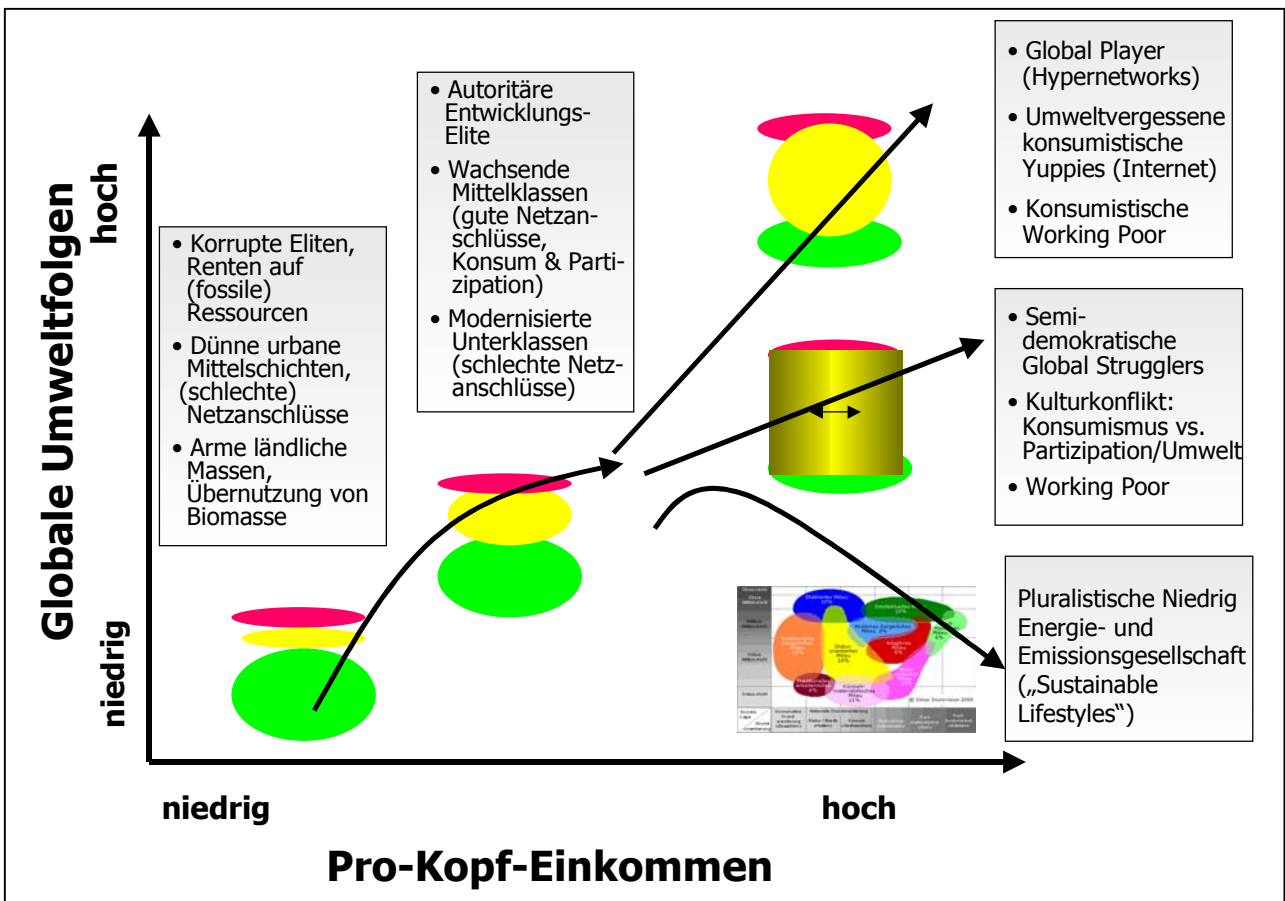 Globale Umweltfolgen
hoch
niedrig
• Korrupte Eliten,
Renten auf
(fossile)
Ressourcen
• Dünne urbane
Mittelschichten,
(schlechte)
Netzanschlüsse
• Arme ländliche
Massen,
Übernutzung von
Biomasse
• Autoritäre
Entwicklungs-
Elite
• Wachsende
Mittelklassen
(gute Netzan-
schlüsse,
Konsum & Parti-
zipation)
• Modernisierte
Unterklassen
(schlechte Netz-
anschlüsse)
• Global Player
(Hypernetworks)
• Umweltvergessene
konsumistische
Yuppies (Internet)
• Konsumistische
Working Poor
• Semi-
demokratische
Global Strugglers
• Kulturkonflikt:
Konsumismus vs.
Partizipation/Umwelt
• Working Poor
Pluralistische Niedrig
Energie- und
Emissionsgesellschaft
(„Sustainable
Lifestyles“)
niedrig
hoch
Pro-Kopf-Einkommen